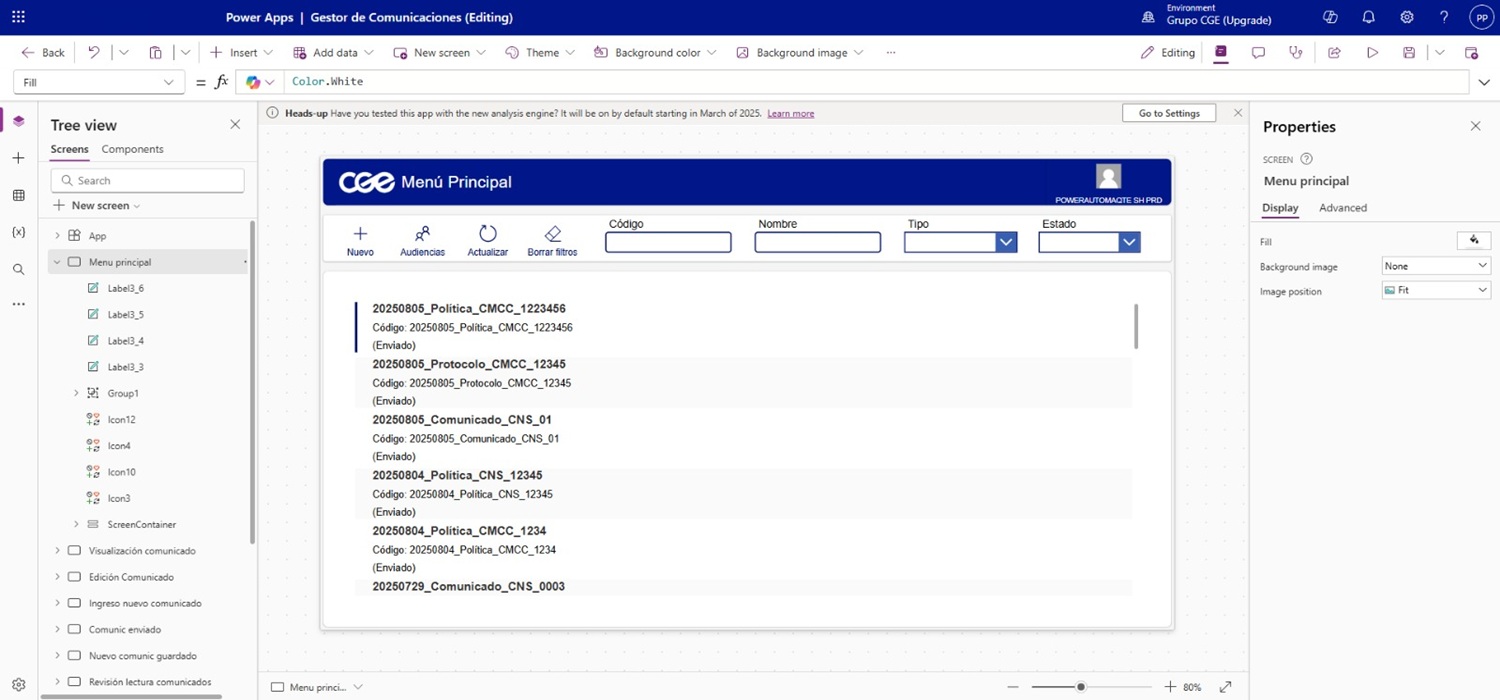 Power Apps | Gestor de Comunicaciones (Editing)
Environment
Grupo CGE (Upgrade)
? PP
Back Insert Add data New screen Theme Background color Background image ... Editing
Fill = fx Color.White
Tree view
Screens Components
Search
New screen
App
Menu principal
Label3_6
Label3_5
Label3_4
Label3_3
Group1
Icon12
Icon4
Icon10
Icon3
ScreenContainer
Visualización comunicado
Edición Comunicado
Ingreso nuevo comunicado
Comunic enviado
Nuevo comunic guardado
Revisión lectura comunicados
Heads-up Have you tested this app with the new analysis engine? It will be on by default starting in March of 2025. Learn more Go to Settings
CGE Menú Principal
POWERAUTOMAQTE SH PRD
Nuevo Audiencias Actualizar Borrar filtros
Código Nombre Tipo Estado
20250805_Política_CMCC_1223456
Código: 20250805_Política_CMCC_1223456
(Enviado)
20250805_Protocolo_CMCC_12345
Código: 20250805_Protocolo_CMCC_12345
(Enviado)
20250805_Comunicado_CNS_01
Código: 20250805_Comunicado_CNS_01
(Enviado)
20250804_Política_CNS_12345
Código: 20250804_Política_CNS_12345
(Enviado)
20250804_Política_CMCC_1234
Código: 20250804_Política_CMCC_1234
(Enviado)
20250729_Comunicado_CNS_0003
Menu princi... 80%
Properties
SCREEN
Menu principal
Display Advanced
Fill
Background image None
Image position Fit